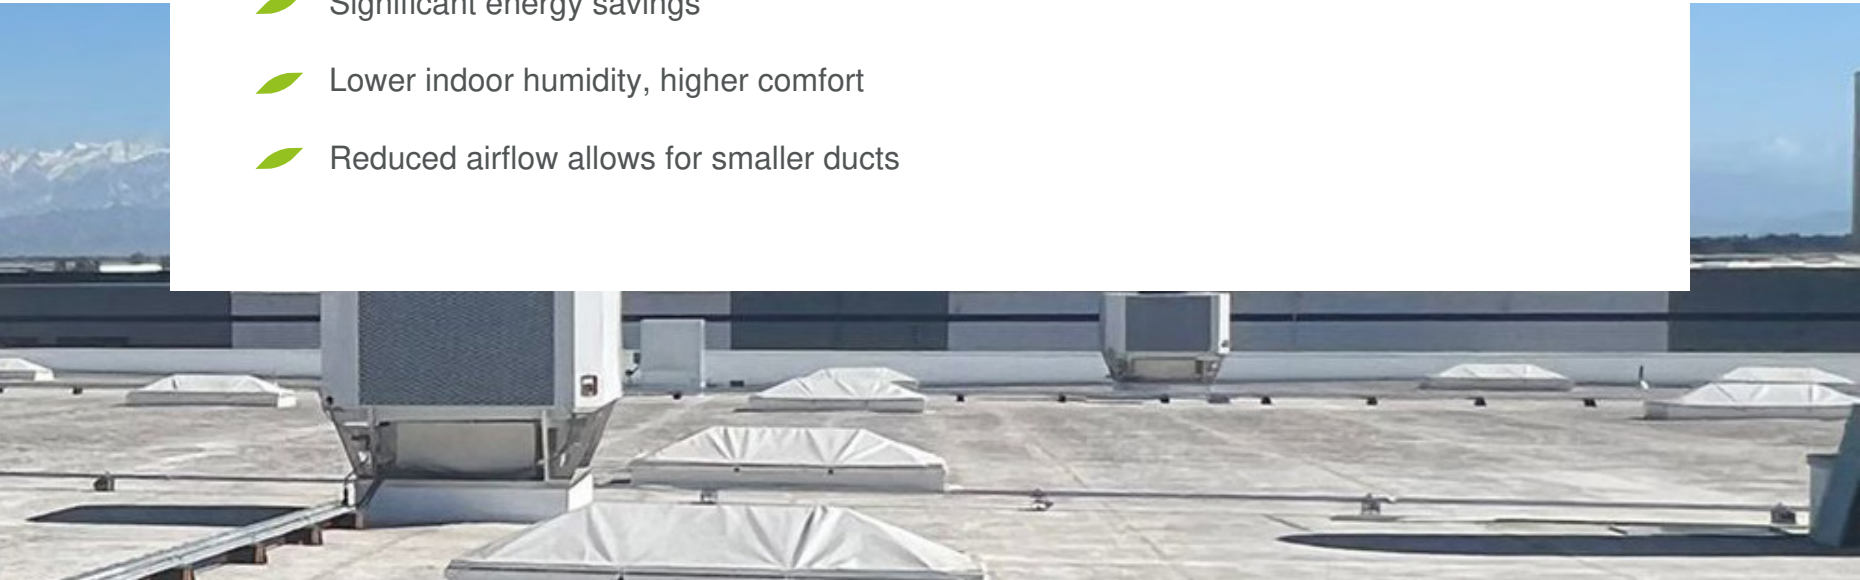 Significant energy savings
Lower indoor humidity, higher comfort
Reduced airflow allows for smaller ducts